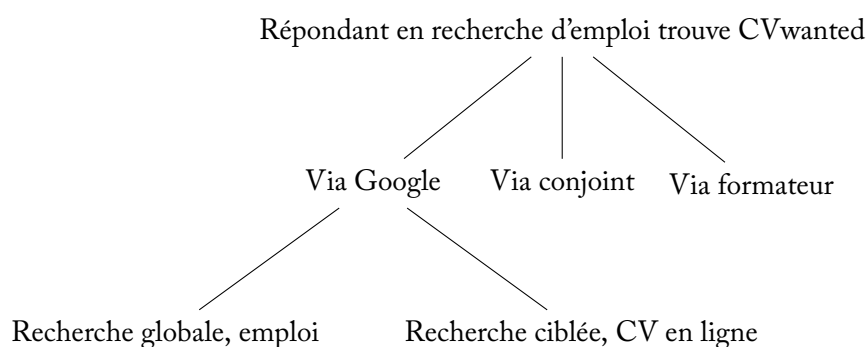 Répondant en recherche d'emploi trouve CVwanted
Via Google
Via conjoint
Via formateur
Recherche globale, emploi
Recherche ciblée, CV en ligne